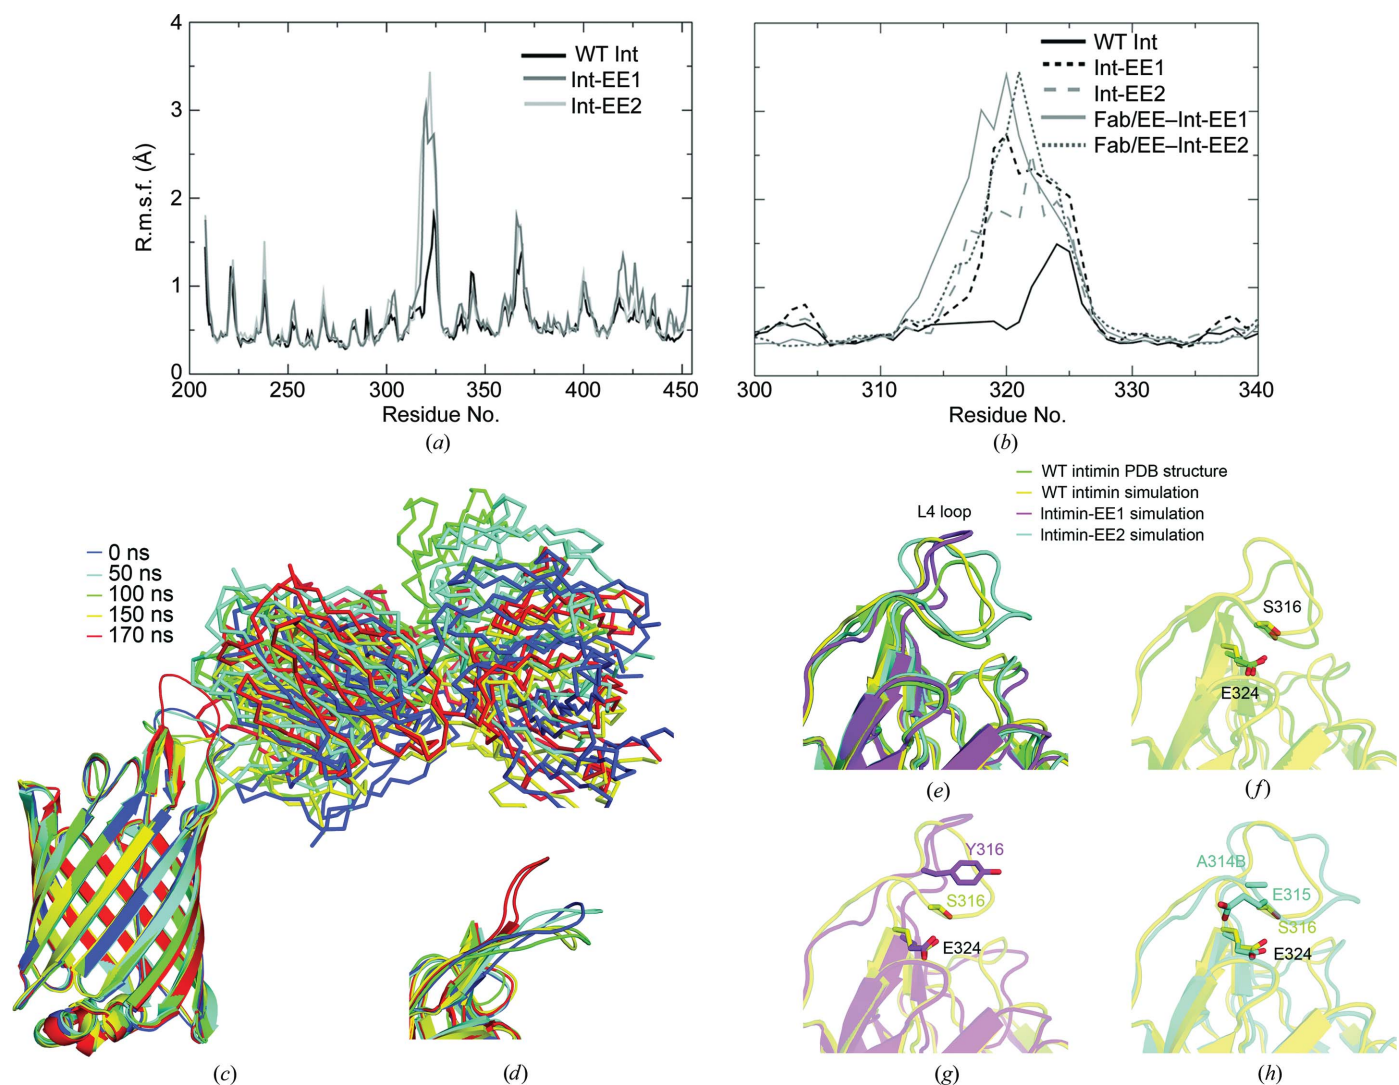 4
3
2
1
0
R.m.s.f. (Å)
WT Int
Int-EE1
Int-EE2
200
250
300
350
400
450
Residue No.
(a)
WT Int
Int-EE1
Int-EE2
Fab/EE–Int-EE1
Fab/EE–Int-EE2
300
310
320
330
340
Residue No.
(b)
0 ns
50 ns
100 ns
150 ns
170 ns
(c)
(d)
WT intimin PDB structure
WT intimin simulation
Intimin-EE1 simulation
Intimin-EE2 simulation
L4 loop
(e)
S316
E324
(f)
Y316
S316
E324
(g)
A314B
E315
S316
E324
(h)